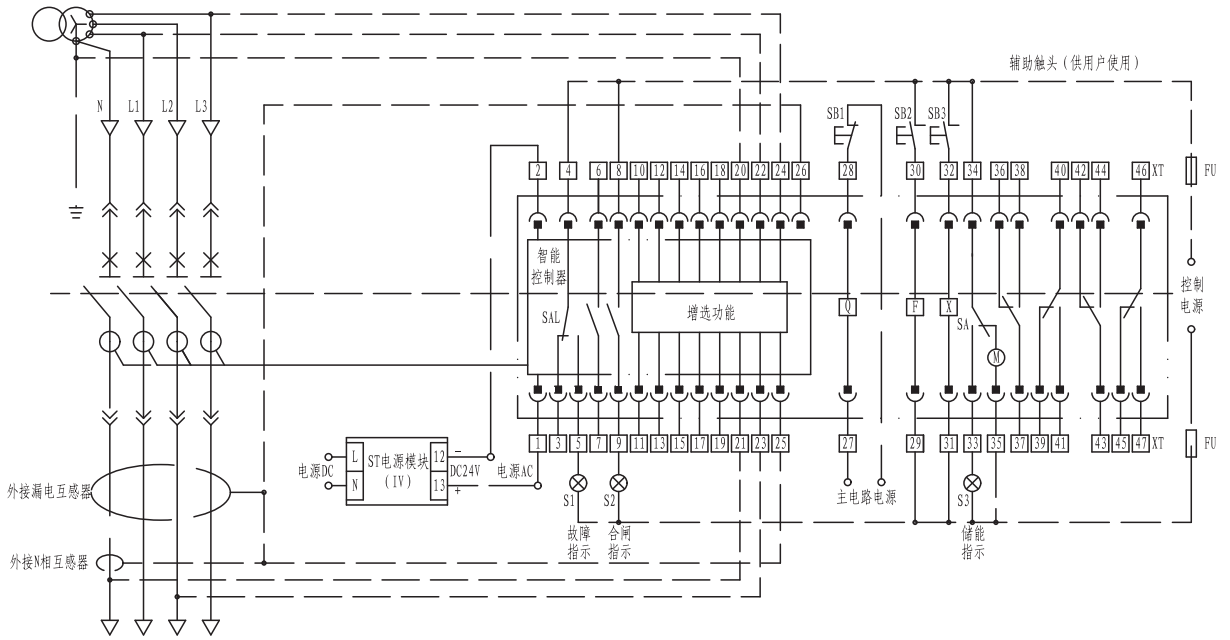 辅助触头（供用户使用）
N
L1
L2
L3
SB1
SB2
SB3
2
4
6
8
10
12
14
16
18
20
22
24
26
28
30
32
34
36
38
40
42
44
46
XT
FU
智能
控制器
增选功能
SAL
Q
F
X
SA
M
控制
电源
1
3
5
7
9
11
13
15
17
19
21
23
25
27
29
31
33
35
37
39
41
43
45
47
XT
FU
电源DC
L
N
ST电源模块
(IV)
12
13
−
DC24V
+
电源AC
S1
S2
S3
主电路电源
故障
指示
合闸
指示
储能
指示
外接漏电互感器
外接N相互感器